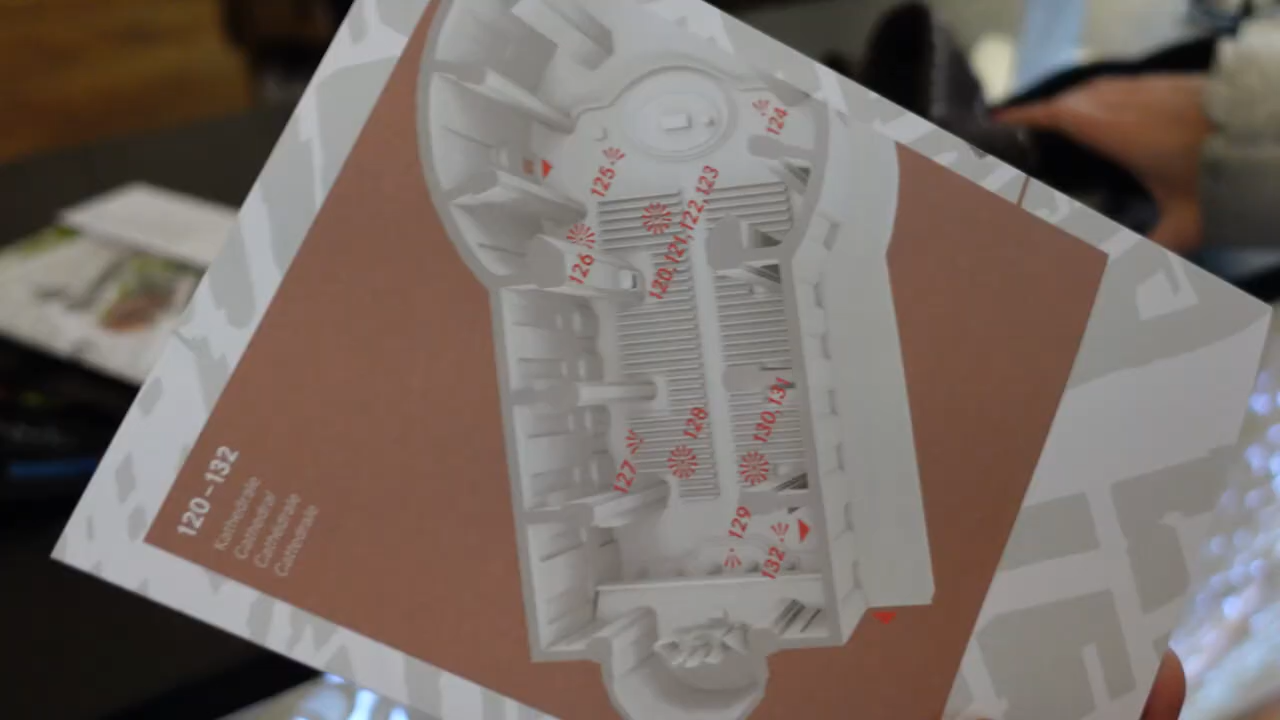 120–132
Kathedrale
Cathedral
Cathédrale
Cattedrale
124
125
120, 121, 122, 123
126
127
128
130, 131
129
132